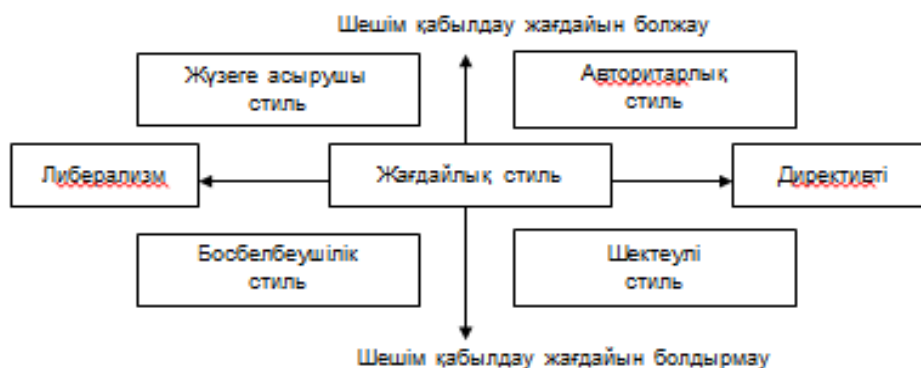 Шешім қабылдау жағдайын болжау
Жүзеге асырушы
стиль
Авторитарлық
стиль
Либерализм
Жағдайлық стиль
Директивті
Босбелбеушілік
стиль
Шектеулі
стиль
Шешім қабылдау жағдайын болдырмау